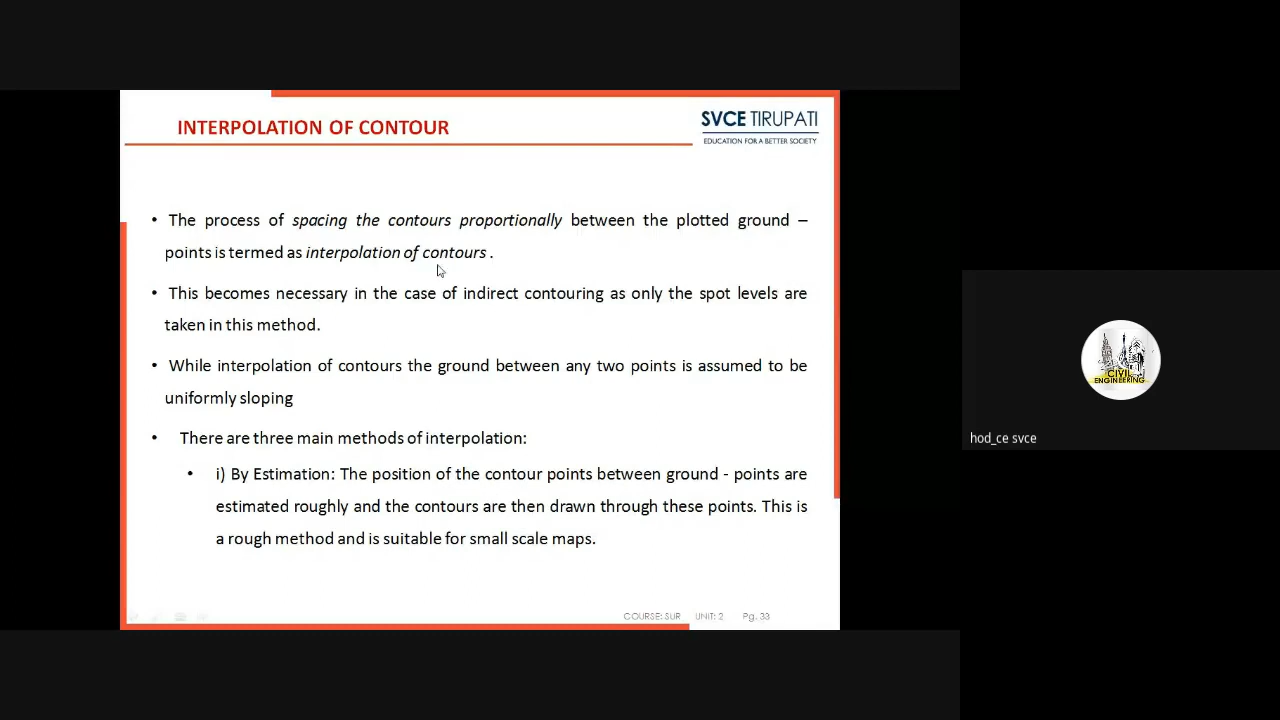 INTERPOLATION OF CONTOUR
SVCE TIRUPATI
EDUCATION FOR A BETTER SOCIETY
• The process of spacing the contours proportionally between the plotted ground –
points is termed as interpolation of contours .
• This becomes necessary in the case of indirect contouring as only the spot levels are
taken in this method.
• While interpolation of contours the ground between any two points is assumed to be
uniformly sloping
• There are three main methods of interpolation:
• i) By Estimation: The position of the contour points between ground - points are
estimated roughly and the contours are then drawn through these points. This is
a rough method and is suitable for small scale maps.
COURSE: SUR UNIT: 2 Pg. 33
CIVIL
ENGINEERING
hod_ce svce